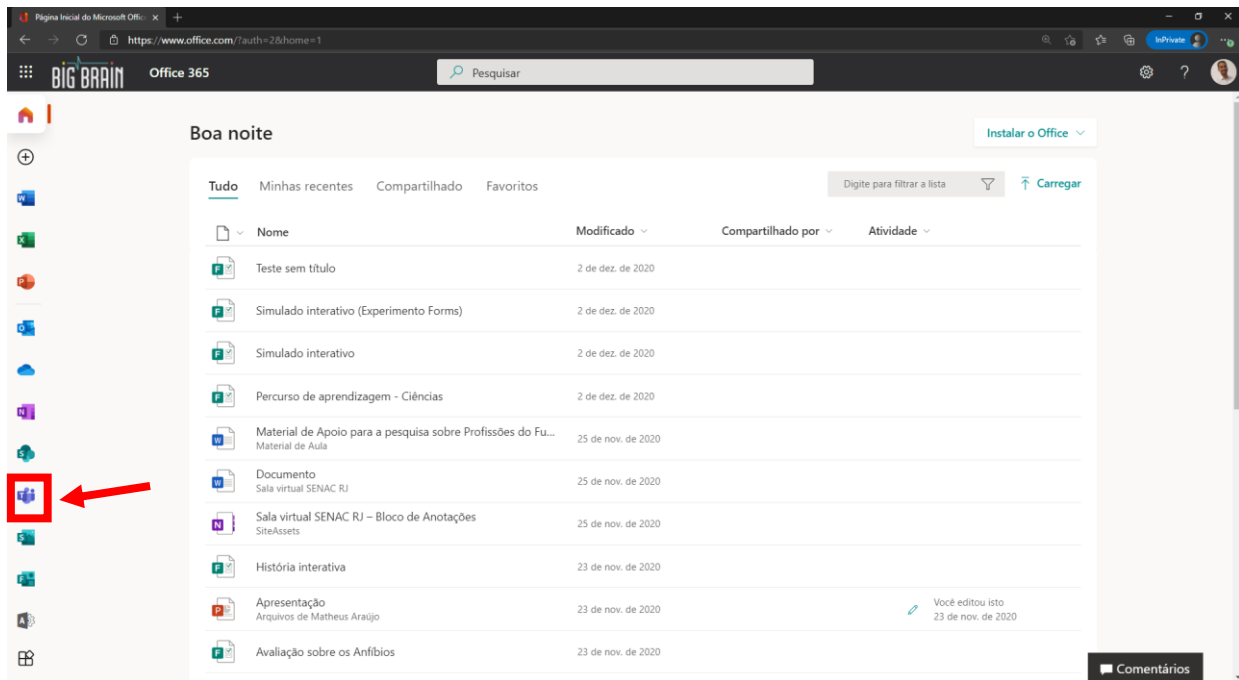 Página Inicial do Microsoft Offic
https://www.office.com/?auth=2&home=1
InPrivate
BIG BRAIN
Office 365
Pesquisar
?
Boa noite
Instalar o Office
Tudo Minhas recentes Compartilhado Favoritos
Digite para filtrar a lista
Carregar
Nome Modificado Compartilhado por Atividade
Teste sem título 2 de dez. de 2020
Simulado interativo (Experimento Forms) 2 de dez. de 2020
Simulado interativo 2 de dez. de 2020
Percurso de aprendizagem - Ciências 2 de dez. de 2020
Material de Apoio para a pesquisa sobre Profissões do Fu... 25 de nov. de 2020
Material de Aula
Documento 25 de nov. de 2020
Sala virtual SENAC RJ
Sala virtual SENAC RJ – Bloco de Anotações 25 de nov. de 2020
SiteAssets
História interativa 23 de nov. de 2020
Apresentação 23 de nov. de 2020
Arquivos de Matheus Araújo
Você editou isto
23 de nov. de 2020
Avaliação sobre os Anfíbios 23 de nov. de 2020
Comentários